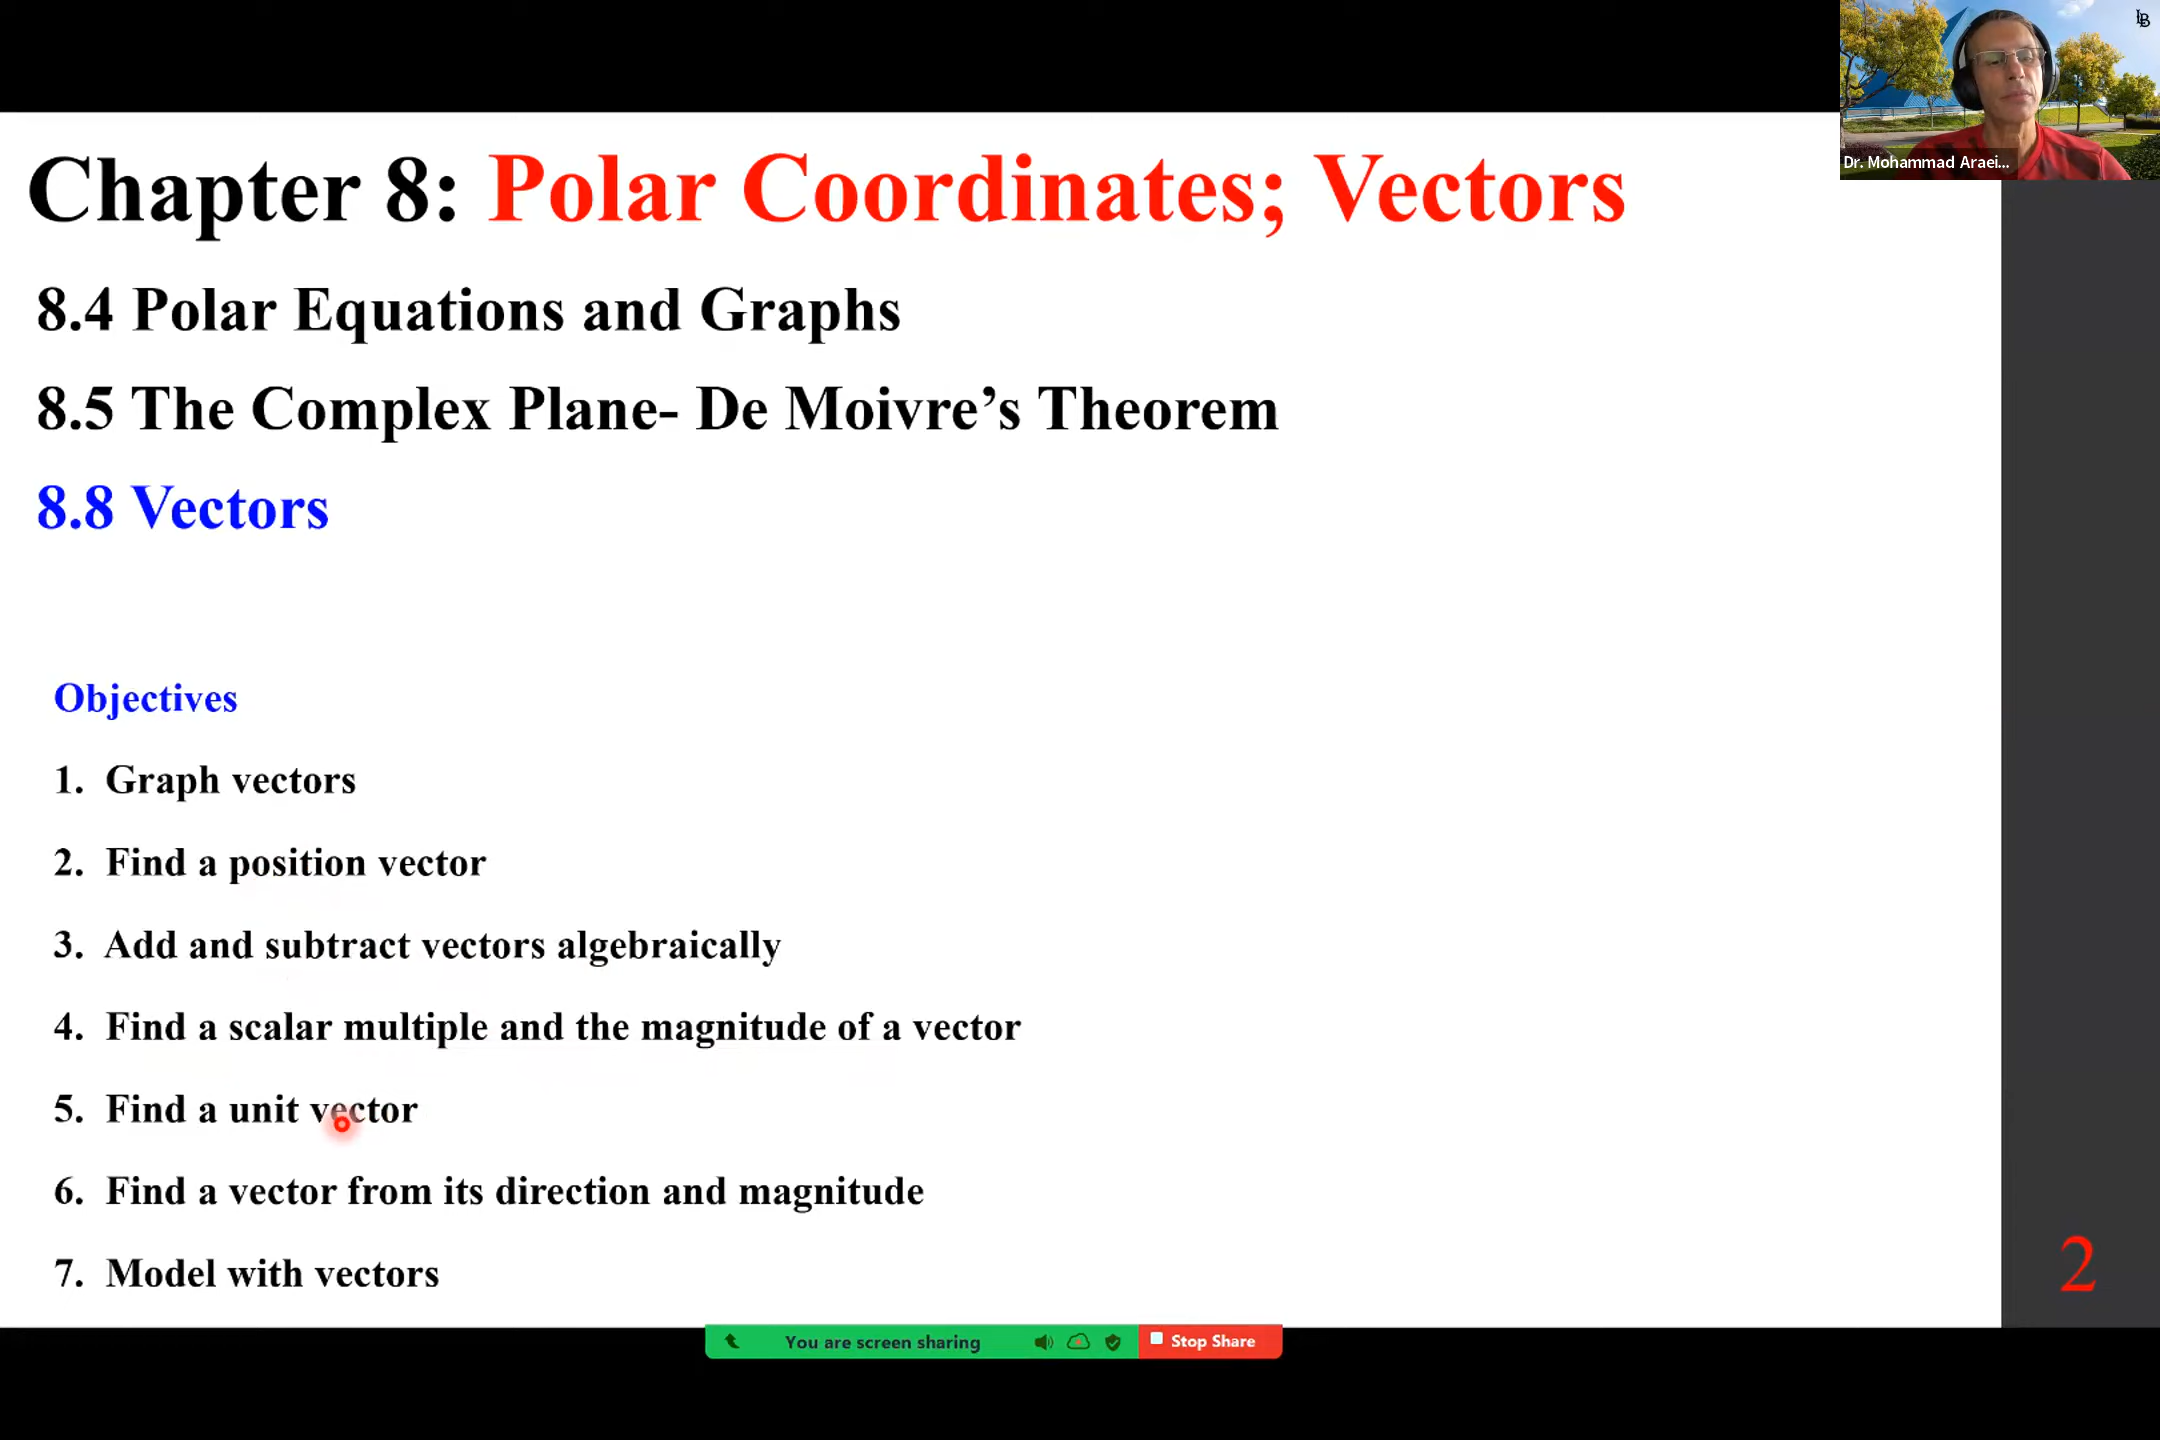 LB
Dr. Mohammad Araei...
Chapter 8: Polar Coordinates; Vectors
8.4 Polar Equations and Graphs
8.5 The Complex Plane- De Moivre’s Theorem
8.8 Vectors
Objectives
1. Graph vectors
2. Find a position vector
3. Add and subtract vectors algebraically
4. Find a scalar multiple and the magnitude of a vector
5. Find a unit vector
6. Find a vector from its direction and magnitude
7. Model with vectors
2
You are screen sharing
Stop Share